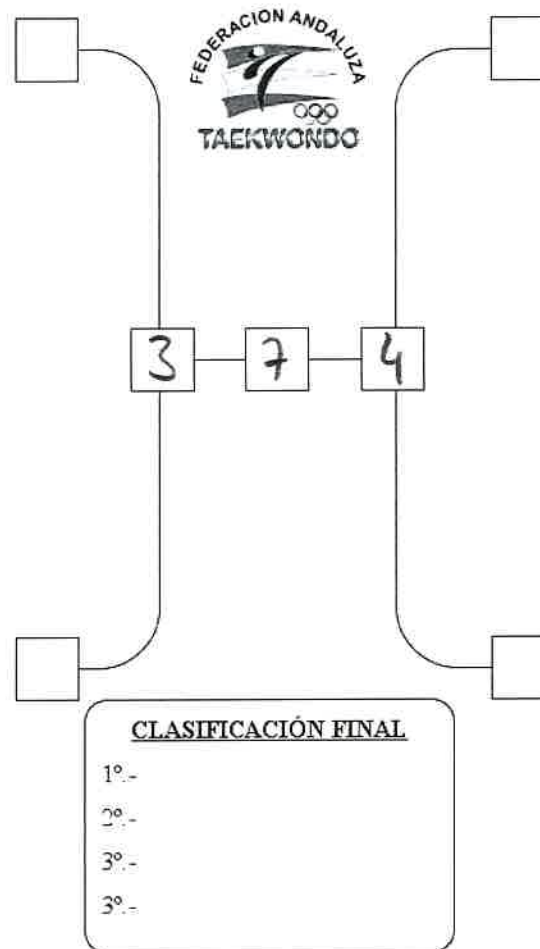 FEDERACION ANDALUZA
TAEKWONDO
3 7 4
CLASIFICACIÓN FINAL
1º.-
2º.-
3º.-
3º.-